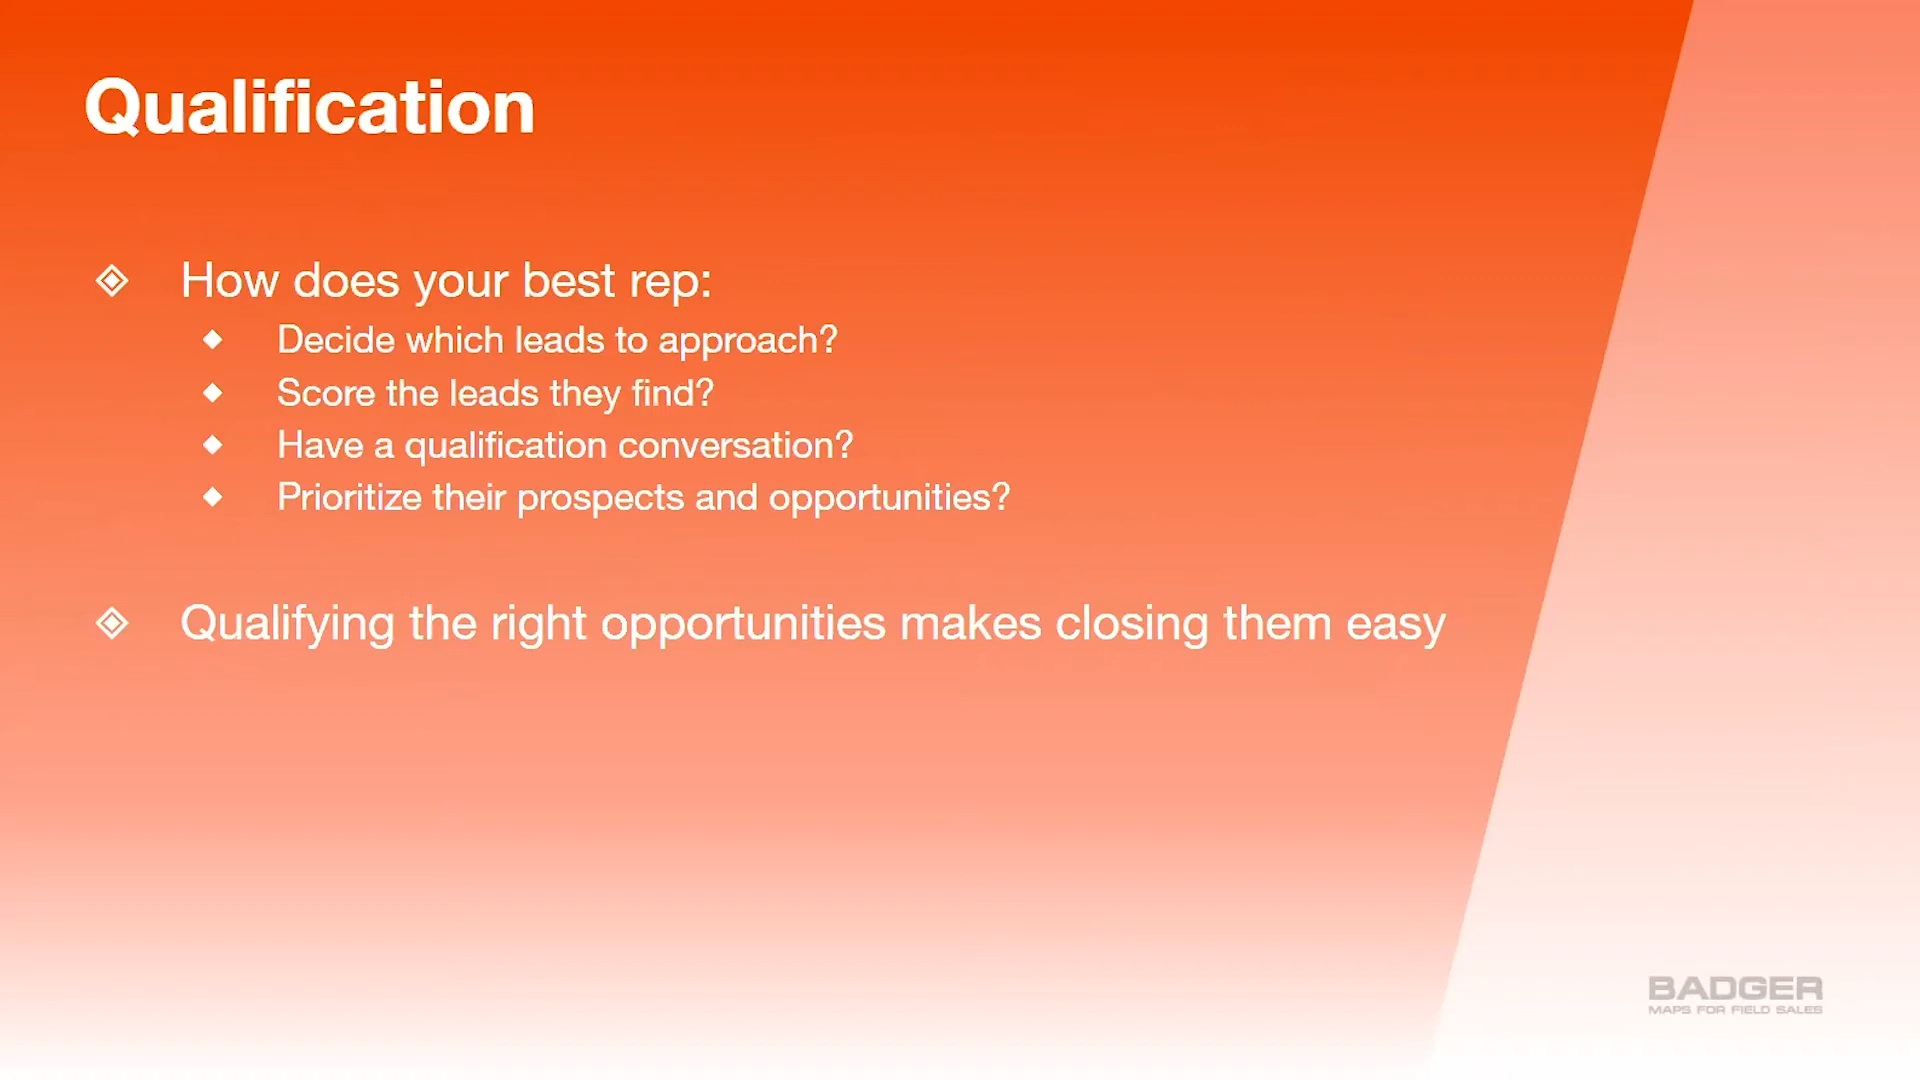 Qualification
How does your best rep:
Decide which leads to approach?
Score the leads they find?
Have a qualification conversation?
Prioritize their prospects and opportunities?
Qualifying the right opportunities makes closing them easy
BADGER
MAPS FOR FIELD SALES